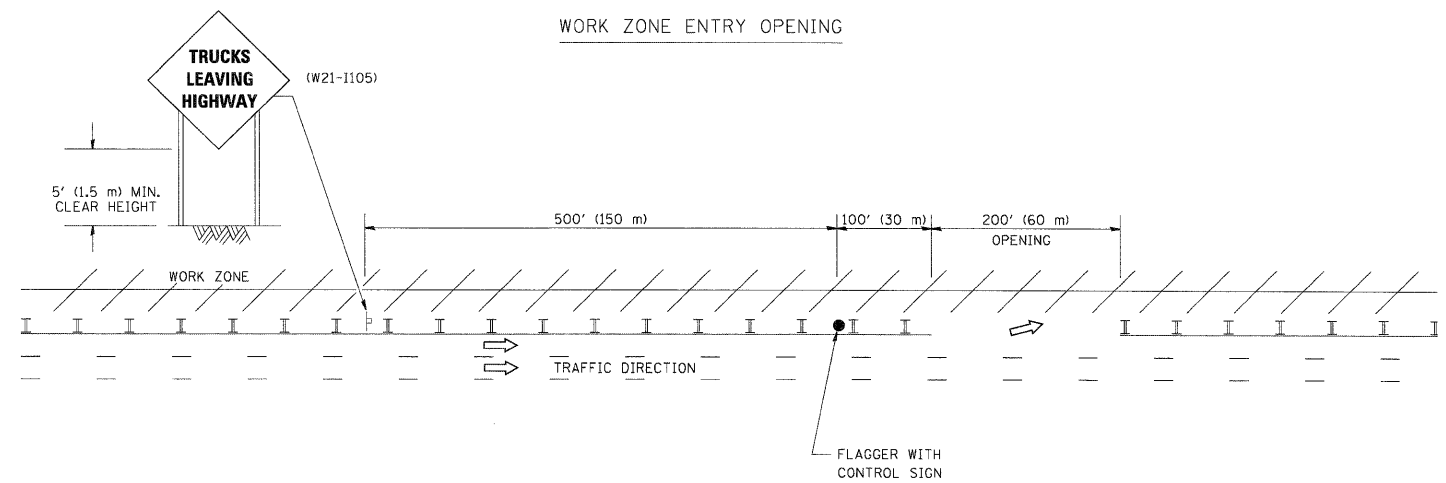 WORK ZONE ENTRY OPENING
TRUCKS
LEAVING
HIGHWAY
(W21-I105)
5' (1.5 m) MIN.
CLEAR HEIGHT
500' (150 m)
100' (30 m)
200' (60 m)
OPENING
WORK ZONE
TRAFFIC DIRECTION
FLAGGER WITH
CONTROL SIGN